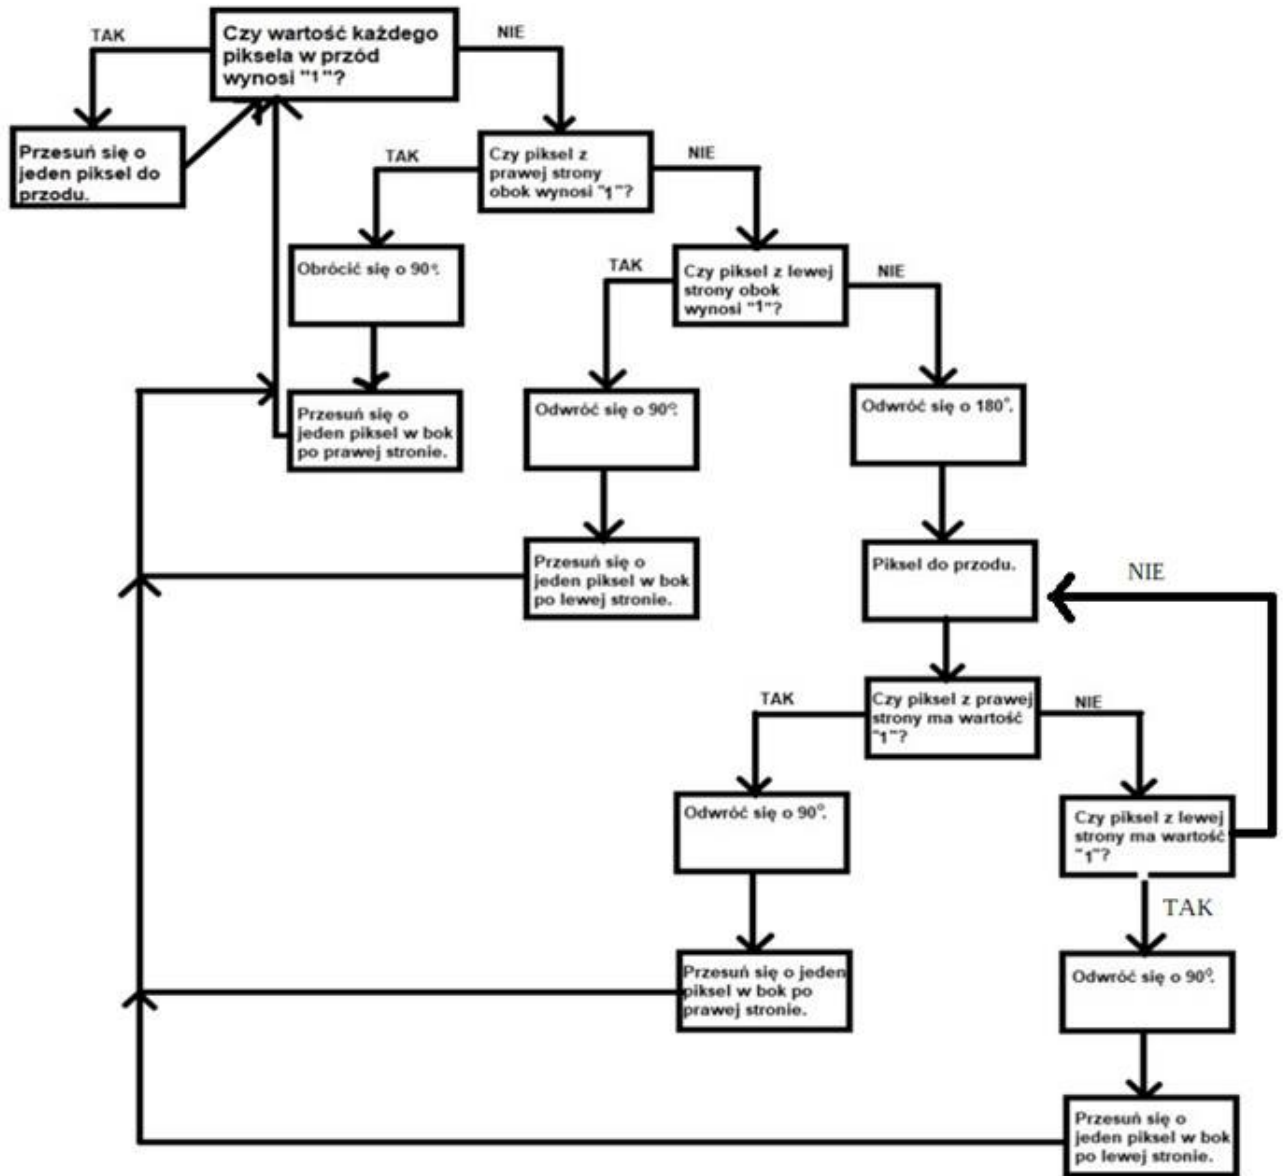 TAK
Czy wartość każdego
piksela w przód
wynosi "1"?
NIE
Przesuń się o
jeden piksel do
przodu.
TAK
Czy piksel z
prawej strony
obok wynosi "1"?
NIE
Obrócić się o 90°.
TAK
Czy piksel z lewej
strony obok
wynosi "1"?
NIE
Przesuń się o
jeden piksel w bok
po prawej stronie.
Odwróć się o 90°.
Odwróć się o 180°.
Przesuń się o
jeden piksel w bok
po lewej stronie.
Piksel do przodu.
NIE
TAK
Czy piksel z prawej
strony ma wartość
"1"?
NIE
Odwróć się o 90°.
Czy piksel z lewej
strony ma wartość
"1"?
TAK
Przesuń się o jeden
piksel w bok po
prawej stronie.
Odwróć się o 90°.
Przesuń się o
jeden piksel w bok
po lewej stronie.